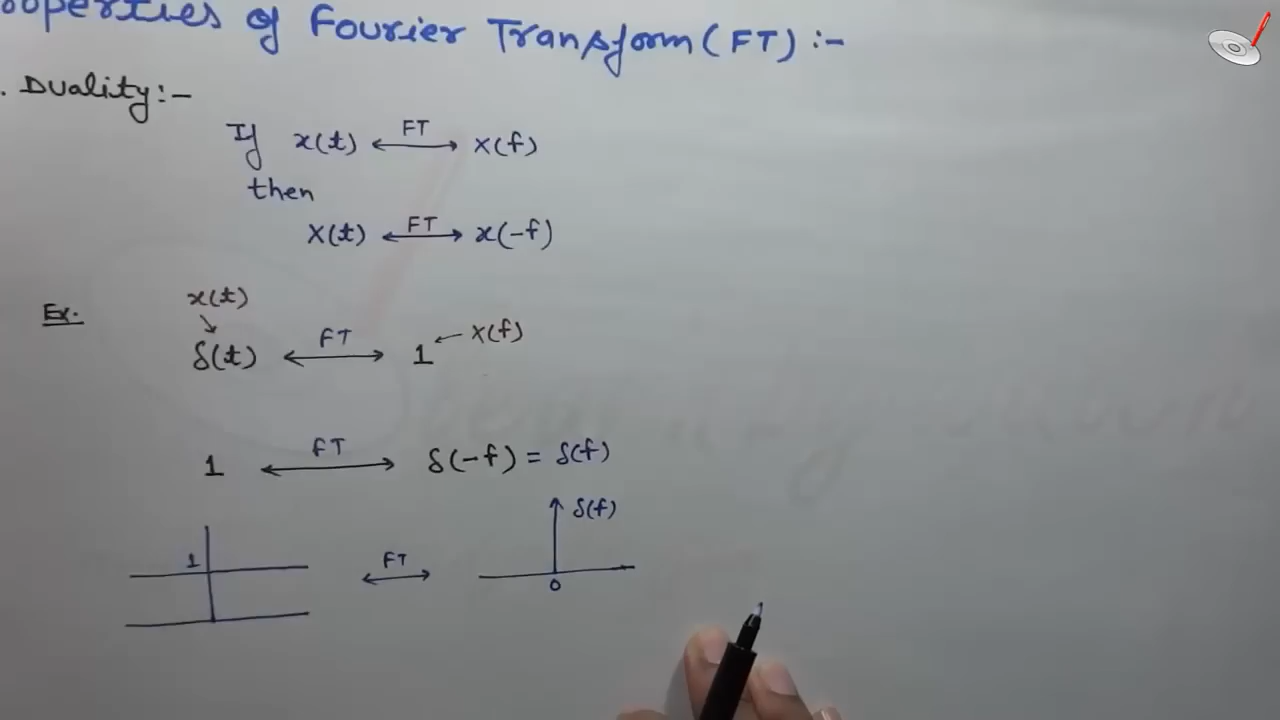 operties of Fourier Transform (FT) :-
. Duality :-
If x(t) ⟷ FT X(f)
then
X(t) ⟷ FT x(-f)
Ex. x(t)
δ(t) ⟷ FT 1 ← X(f)
1 ⟷ FT δ(-f) = δ(f)
1 ⟷ FT δ(f)
0